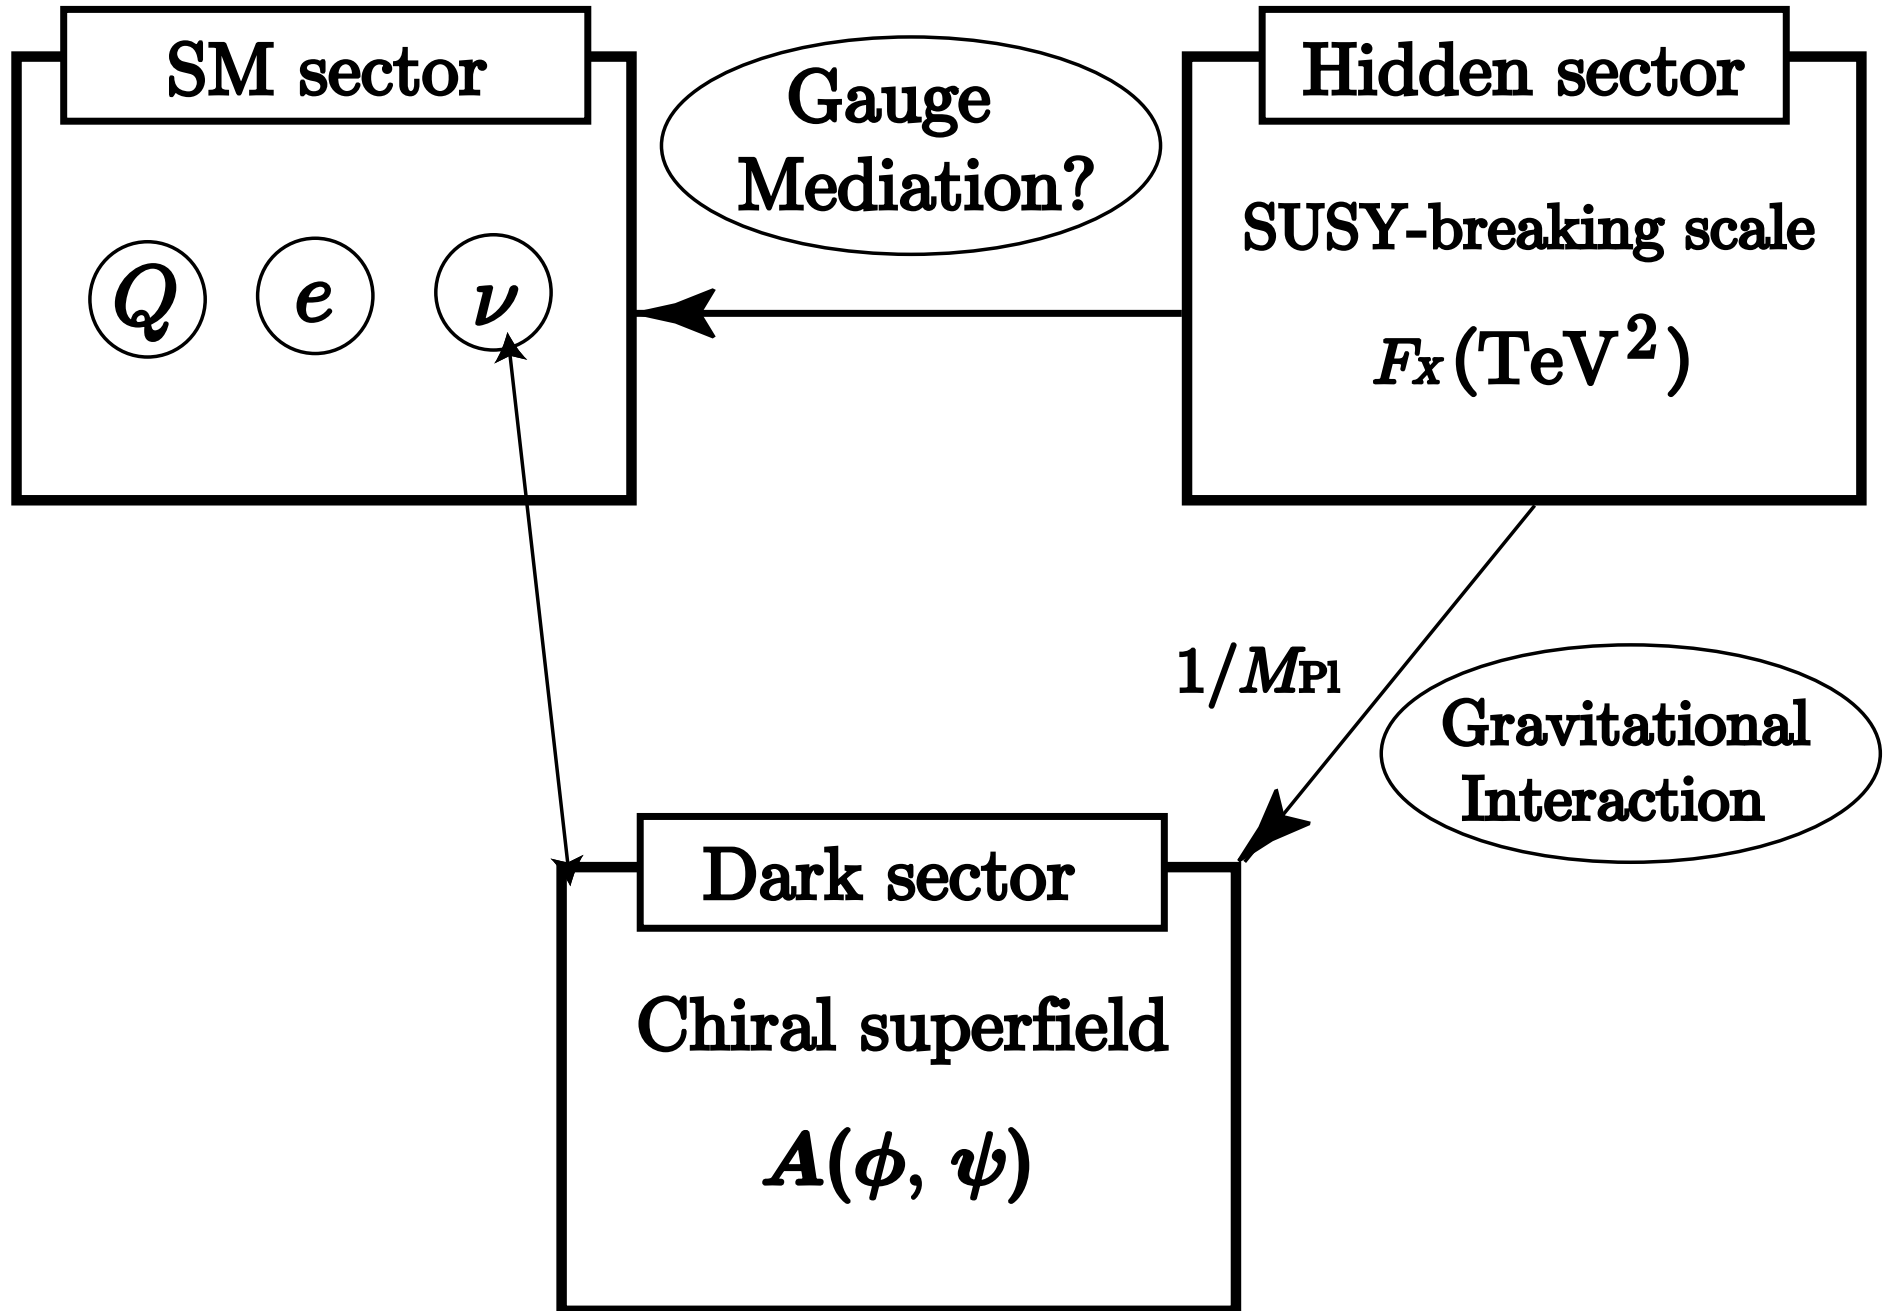 SM sector
Q e ν
Gauge
Mediation?
Hidden sector
SUSY-breaking scale
Fx(TeV²)
1/MPl
Gravitational
Interaction
Dark sector
Chiral superfield
A(ϕ, ψ)